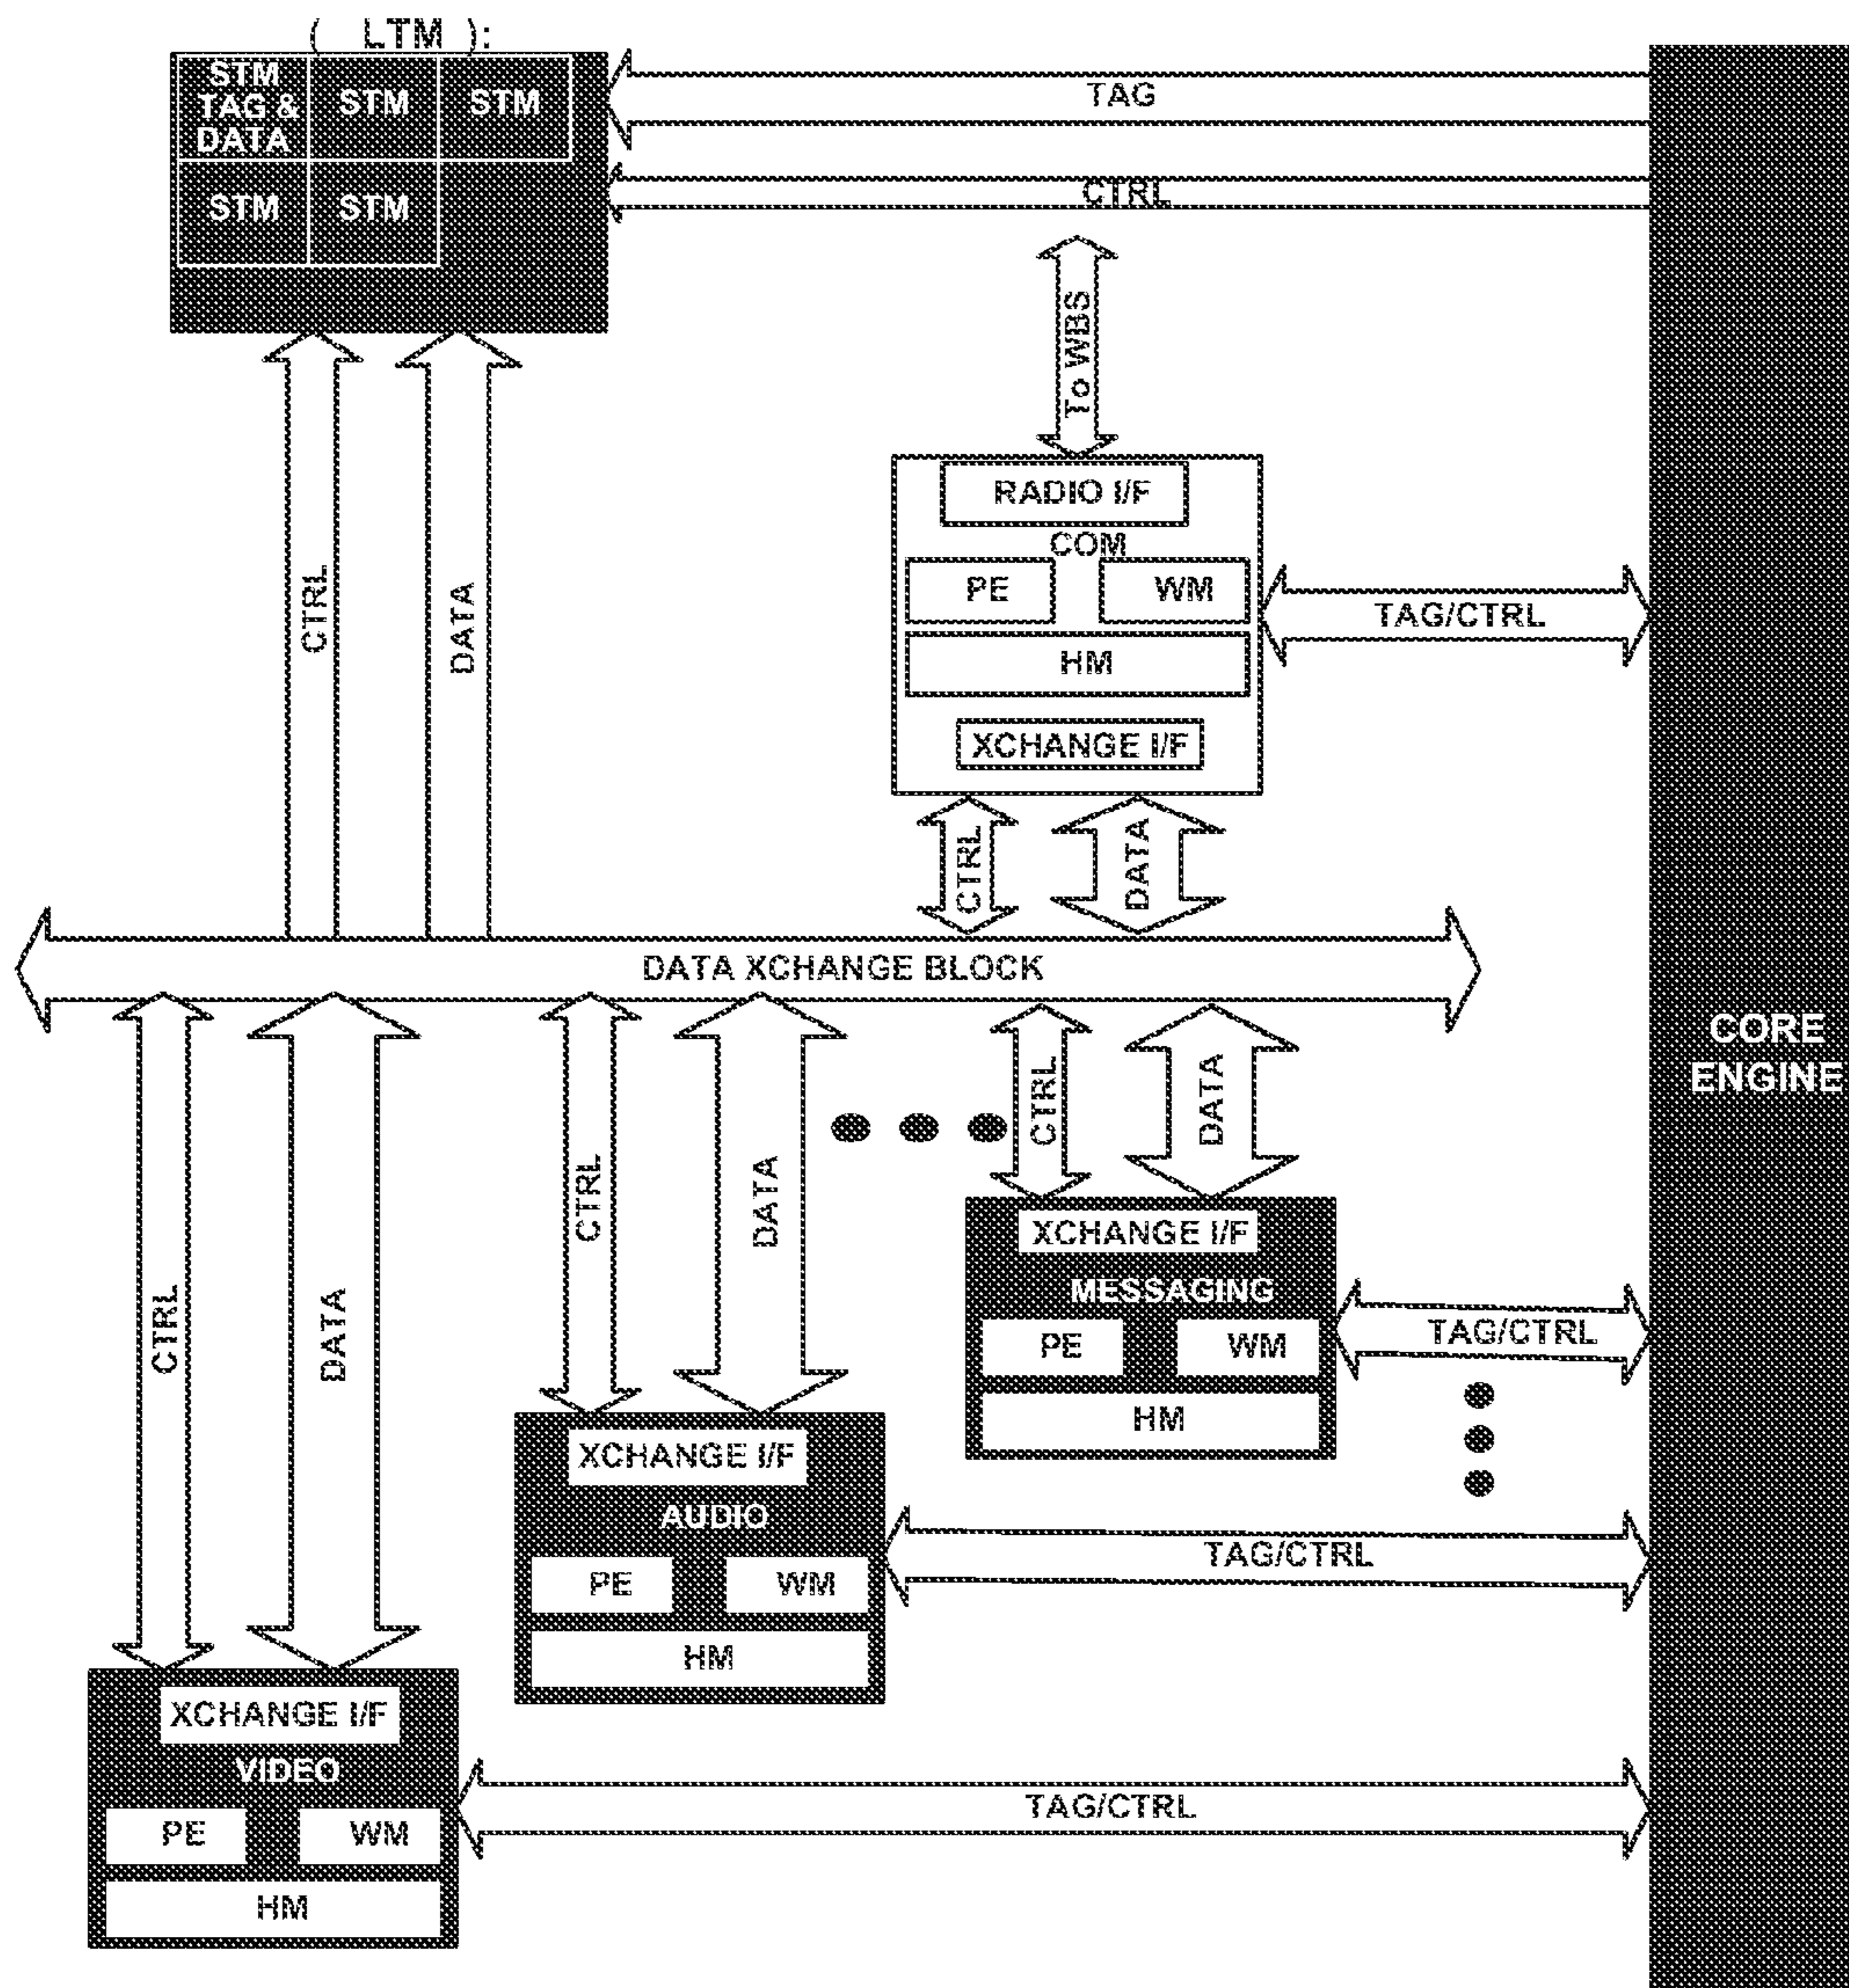 ( LTM ):
STM
TAG &
DATA
STM
STM
STM
STM
TAG
CTRL
To WBS
RADIO I/F
COM
PE
WM
HM
XCHANGE I/F
TAG/CTRL
CTRL
DATA
CTRL
DATA
DATA XCHANGE BLOCK
CORE
ENGINE
CTRL
DATA
CTRL
DATA
CTRL
DATA
XCHANGE I/F
MESSAGING
PE
WM
HM
TAG/CTRL
XCHANGE I/F
AUDIO
PE
WM
HM
TAG/CTRL
XCHANGE I/F
VIDEO
PE
WM
HM
TAG/CTRL